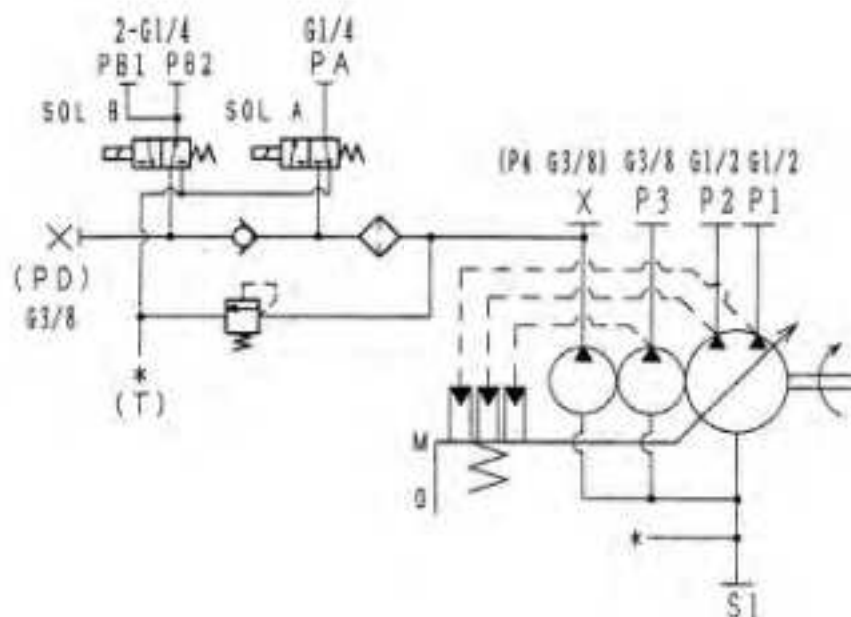 2-G1/4 G1/4
PB1 PB2 PA
SOL B SOL A
(P4 G3/8) G3/8 G1/2 G1/2
X P3 P2 P1
X
(PD)
G3/8
*
(T)
M
0
*
S1